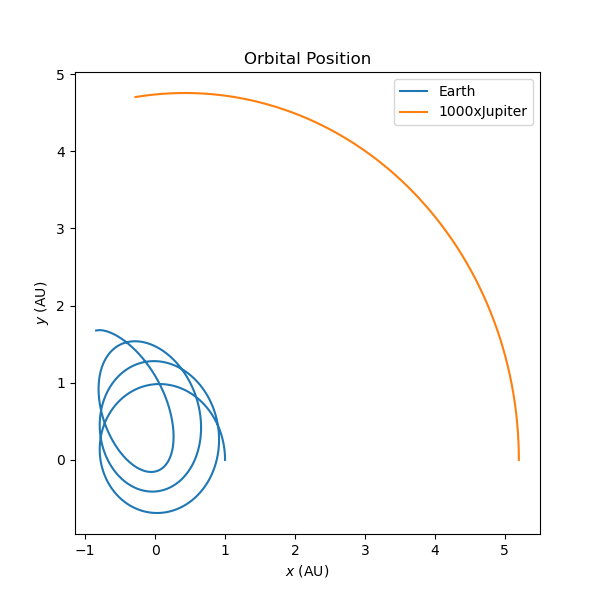 Orbital Position
Earth
1000xJupiter
5
4
3
2
1
0
y (AU)
−1 0 1 2 3 4 5
x (AU)